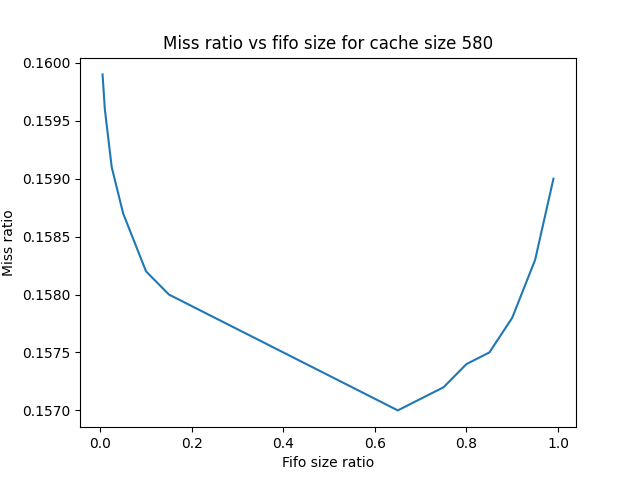 Miss ratio vs fifo size for cache size 580
0.1600
0.1595
0.1590
0.1585
0.1580
0.1575
0.1570
Miss ratio
0.0 0.2 0.4 0.6 0.8 1.0
Fifo size ratio